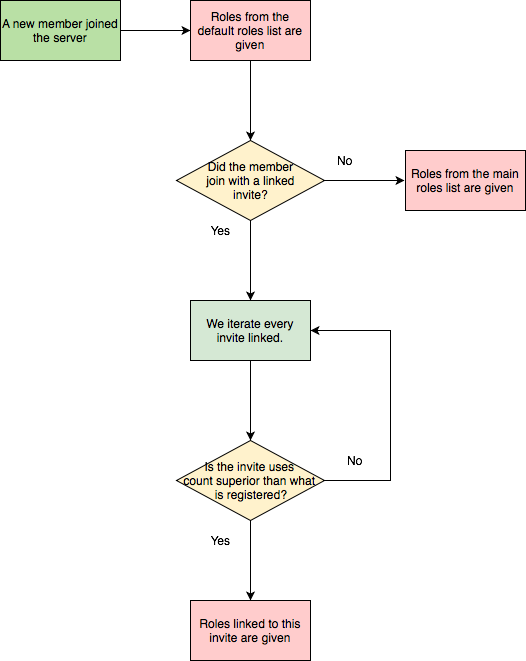 A new member joined
the server
Roles from the
default roles list are
given
Did the member
join with a linked
invite?
No
Roles from the main
roles list are given
Yes
We iterate every
invite linked.
Is the invite uses
count superior than what
is registered?
No
Yes
Roles linked to this
invite are given